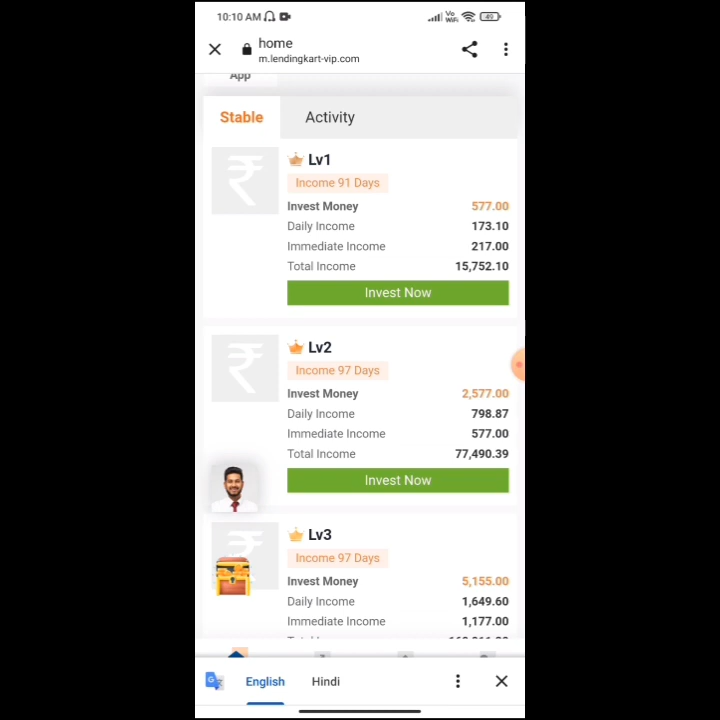 10:10 AM
Vo
WiFi
49
home
m.lendingkart-vip.com
App
Stable
Activity
Lv1
Income 91 Days
Invest Money 577.00
Daily Income 173.10
Immediate Income 217.00
Total Income 15,752.10
Invest Now
Lv2
Income 97 Days
Invest Money 2,577.00
Daily Income 798.87
Immediate Income 577.00
Total Income 77,490.39
Invest Now
Lv3
Income 97 Days
Invest Money 5,155.00
Daily Income 1,649.60
Immediate Income 1,177.00
English
Hindi